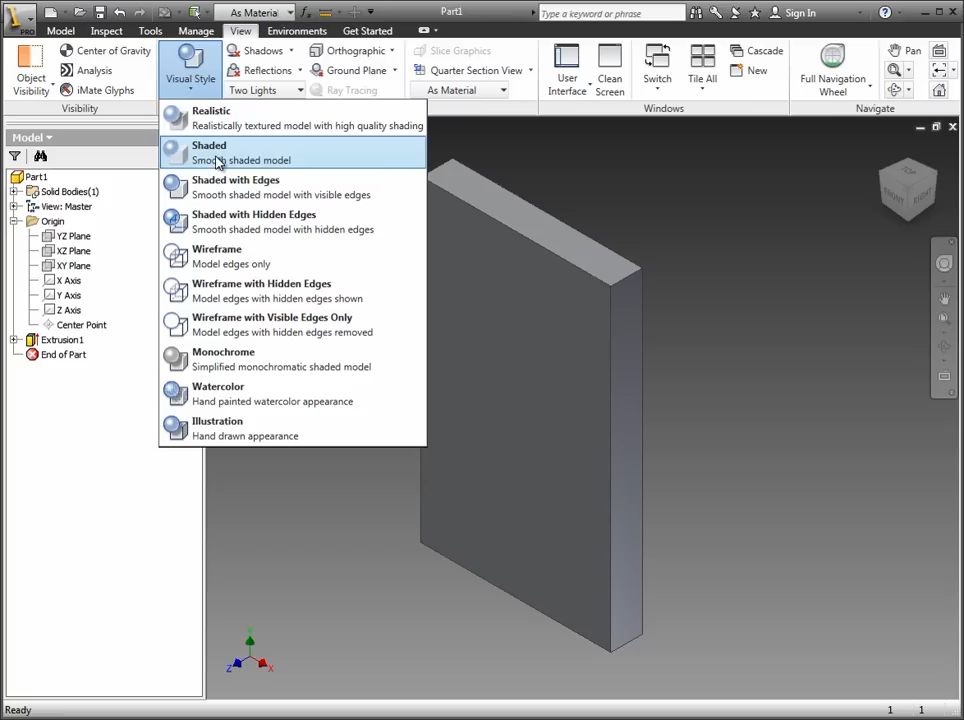 As Material
Part1
Type a keyword or phrase
Sign In
PRO
Model
Inspect
Tools
Manage
View
Environments
Get Started
Object
Visibility
Center of Gravity
Analysis
iMate Glyphs
Visibility
Visual Style
Shadows
Reflections
Two Lights
Orthographic
Ground Plane
Ray Tracing
Slice Graphics
Quarter Section View
As Material
User
Interface
Clean
Screen
Switch
Tile All
Cascade
New
Windows
Full Navigation
Wheel
Pan
Navigate
Realistic
Realistically textured model with high quality shading
Shaded
Smooth shaded model
Shaded with Edges
Smooth shaded model with visible edges
Shaded with Hidden Edges
Smooth shaded model with hidden edges
Wireframe
Model edges only
Wireframe with Hidden Edges
Model edges with hidden edges shown
Wireframe with Visible Edges Only
Model edges with hidden edges removed
Monochrome
Simplified monochromatic shaded model
Watercolor
Hand painted watercolor appearance
Illustration
Hand drawn appearance
Model
Part1
Solid Bodies(1)
View: Master
Origin
YZ Plane
XZ Plane
XY Plane
X Axis
Y Axis
Z Axis
Center Point
Extrusion1
End of Part
TOP
FRONT
RIGHT
Y
Z
X
Ready
1
1